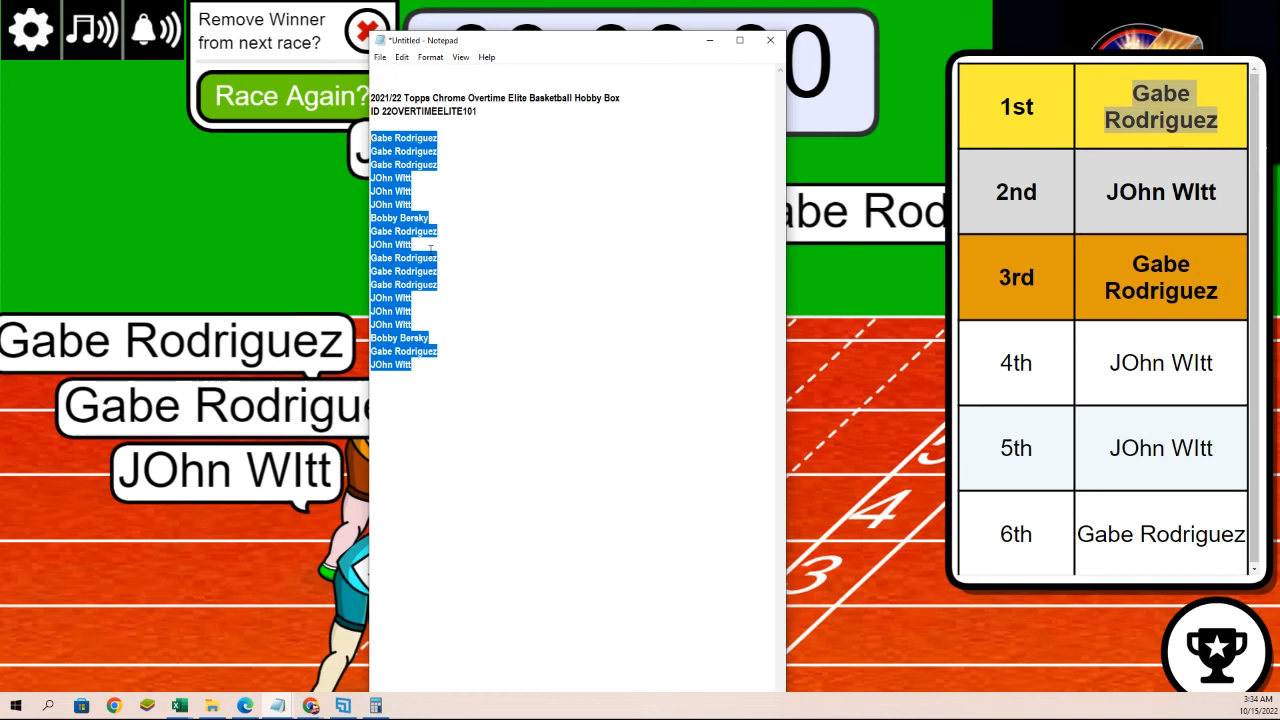 Remove Winner
from next race?
Race Again?
*Untitled - Notepad
File Edit Format View Help
2021/22 Topps Chrome Overtime Elite Basketball Hobby Box
ID 22OVERTIMEELITE101
Gabe Rodriguez
Gabe Rodriguez
Gabe Rodriguez
JOhn WItt
JOhn WItt
JOhn WItt
Bobby Bersky
Gabe Rodriguez
JOhn WItt
Gabe Rodriguez
Gabe Rodriguez
Gabe Rodriguez
JOhn WItt
JOhn WItt
JOhn WItt
Bobby Bersky
Gabe Rodriguez
JOhn WItt
1st Gabe
Rodriguez
2nd JOhn WItt
3rd Gabe
Rodriguez
4th JOhn WItt
5th JOhn WItt
6th Gabe Rodriguez
abe Rod
Gabe Rodriguez
Gabe Rodrigue
JOhn WItt
5
4
3
3:34 AM
10/15/2022